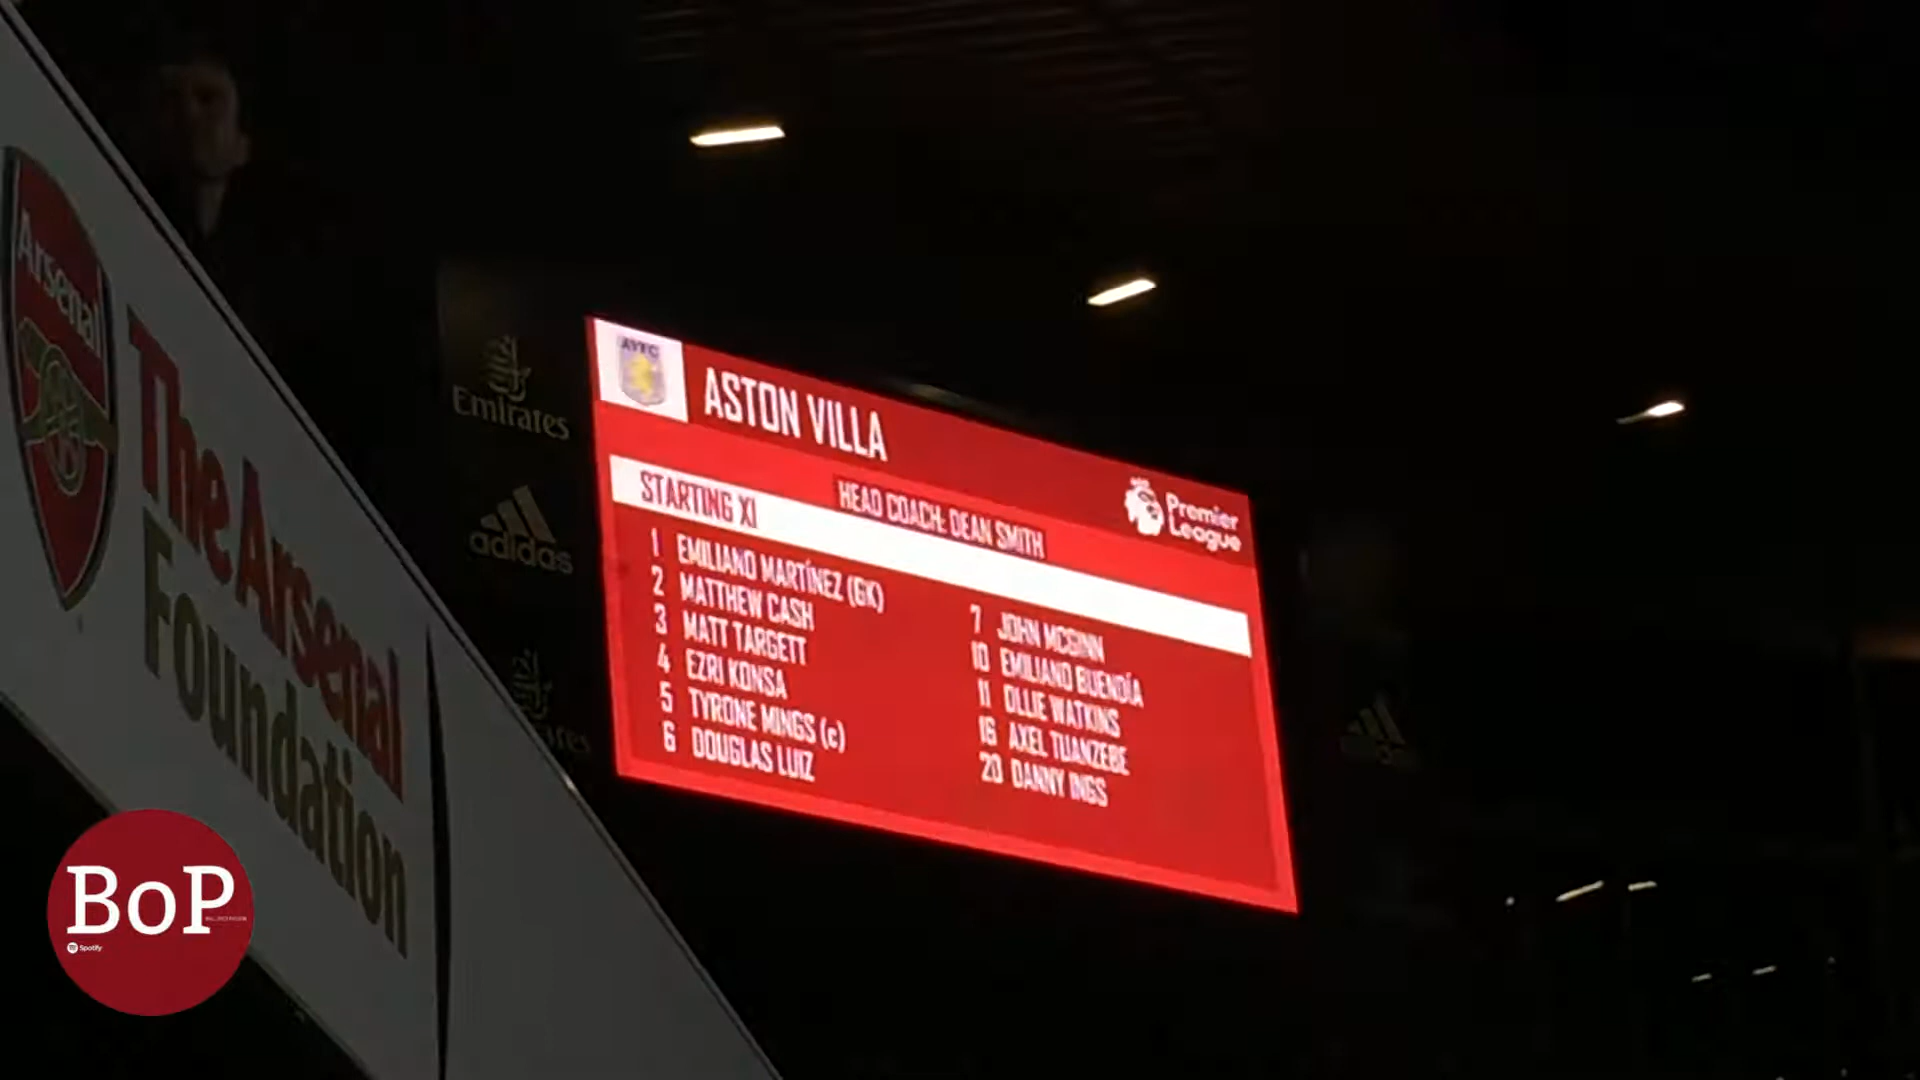 Arsenal
The Arsenal
Foundation
Emirates
adidas
AVFC
ASTON VILLA
HEAD COACH: DEAN SMITH
Premier
League
STARTING XI
1 EMILIANO MARTÍNEZ (GK)
2 MATTHEW CASH
3 MATT TARGETT
4 EZRI KONSA
5 TYRONE MINGS (c)
6 DOUGLAS LUIZ
7 JOHN MCGINN
10 EMILIANO BUENDÍA
11 OLLIE WATKINS
16 AXEL TUANZEBE
20 DANNY INGS
BoP
Spotify